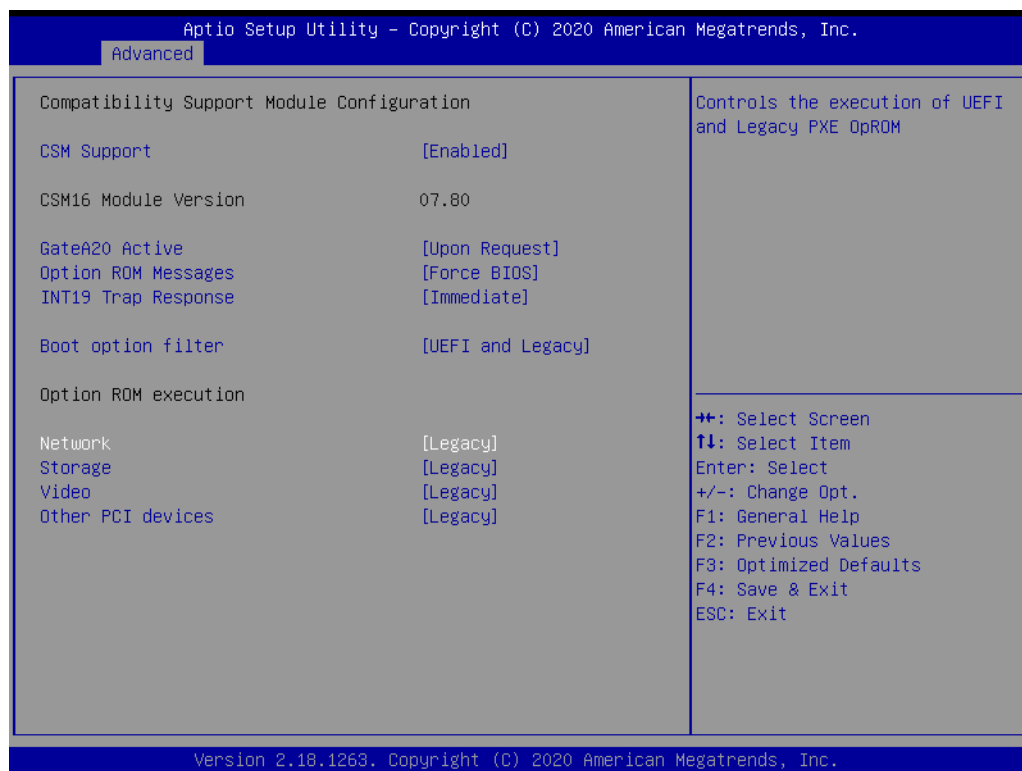 Aptio Setup Utility – Copyright (C) 2020 American Megatrends, Inc.
Advanced
Compatibility Support Module Configuration
CSM Support [Enabled]
CSM16 Module Version 07.80
GateA20 Active [Upon Request]
Option ROM Messages [Force BIOS]
INT19 Trap Response [Immediate]
Boot option filter [UEFI and Legacy]
Option ROM execution
Network [Legacy]
Storage [Legacy]
Video [Legacy]
Other PCI devices [Legacy]
Controls the execution of UEFI
and Legacy PXE OpROM
→←: Select Screen
↑↓: Select Item
Enter: Select
+/-: Change Opt.
F1: General Help
F2: Previous Values
F3: Optimized Defaults
F4: Save & Exit
ESC: Exit
Version 2.18.1263. Copyright (C) 2020 American Megatrends, Inc.